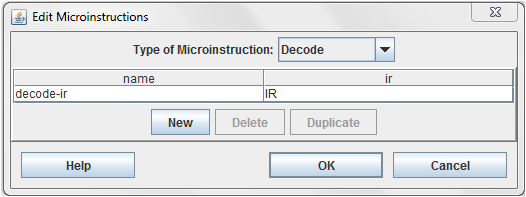 Edit Microinstructions
Type of Microinstruction: Decode
name ir
decode-ir IR
New Delete Duplicate
Help OK Cancel